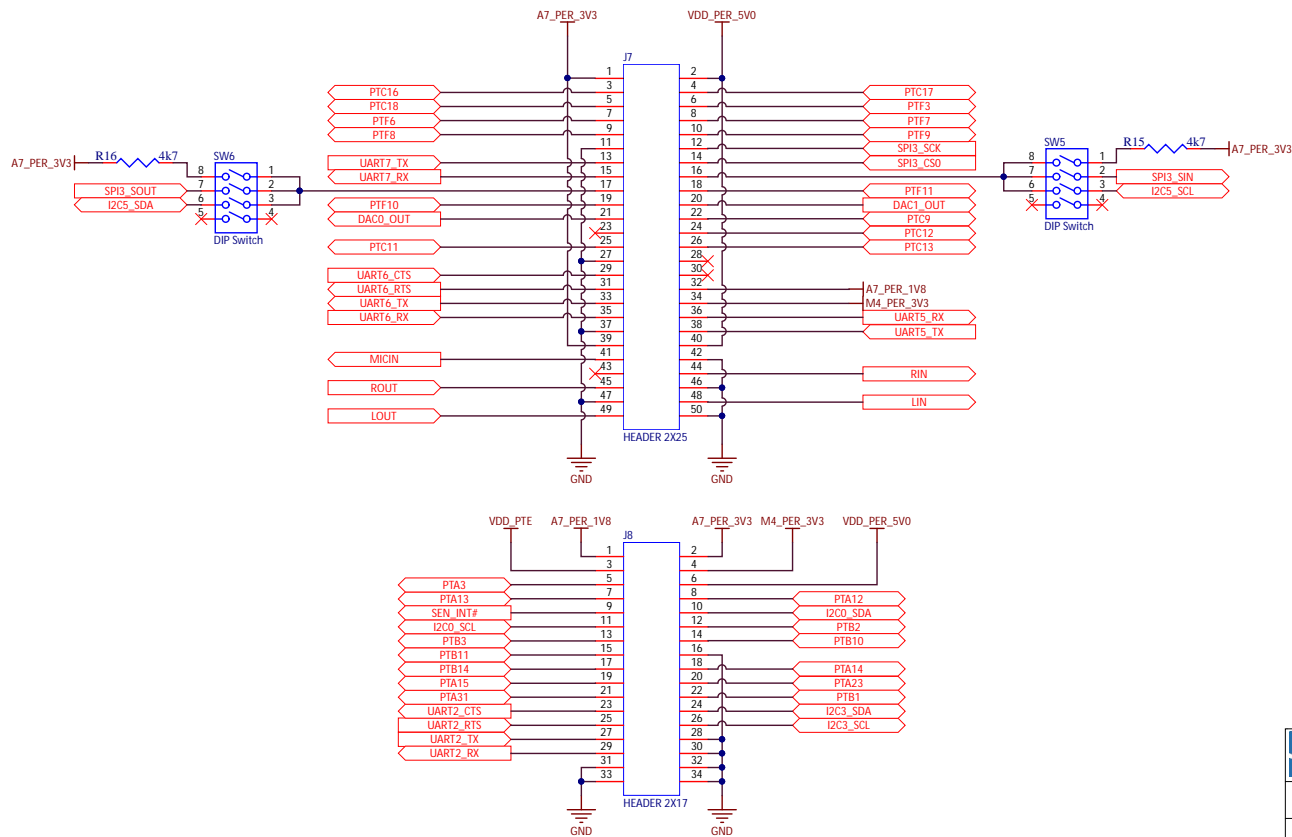 A7_PER_3V3 VDD_PER_5V0
J7
1 2
3 4
PTC16 PTC17
5 6
PTC18 PTF3
7 8
PTF6 PTF7
9 10
PTF8 PTF9
11 12
SPI3_SCK
13 14
UART7_TX SPI3_CS0
15 16
UART7_RX
17 18
PTF11
19 20
PTF10 DAC1_OUT
21 22
DAC0_OUT PTC9
23 24
PTC12
25 26
PTC11 PTC13
27 28
29 30
UART6_CTS
31 32
UART6_RTS A7_PER_1V8
33 34
UART6_TX M4_PER_3V3
35 36
UART6_RX UART5_RX
37 38
UART5_TX
39 40
41 42
MICIN
43 44
RIN
45 46
ROUT
47 48
LIN
49 50
LOUT
HEADER 2X25
GND GND
A7_PER_3V3 R16 4k7
SW6
8 1
SPI3_SOUT 7 2
I2C5_SDA 6 3
5 4
DIP Switch
SW5
R15 4k7 A7_PER_3V3
8 1
7 2 SPI3_SIN
6 3 I2C5_SCL
5 4
DIP Switch
VDD_PTE A7_PER_1V8 A7_PER_3V3 M4_PER_3V3 VDD_PER_5V0
J8
1 2
3 4
5 6
PTA3
7 8
PTA13 PTA12
9 10
SEN_INT# I2C0_SDA
11 12
I2C0_SCL PTB2
13 14
PTB3 PTB10
15 16
PTB11
17 18
PTB14 PTA14
19 20
PTA15 PTA23
21 22
PTA31 PTB1
23 24
UART2_CTS I2C3_SDA
25 26
UART2_RTS I2C3_SCL
27 28
UART2_TX
29 30
UART2_RX
31 32
33 34
HEADER 2X17
GND GND